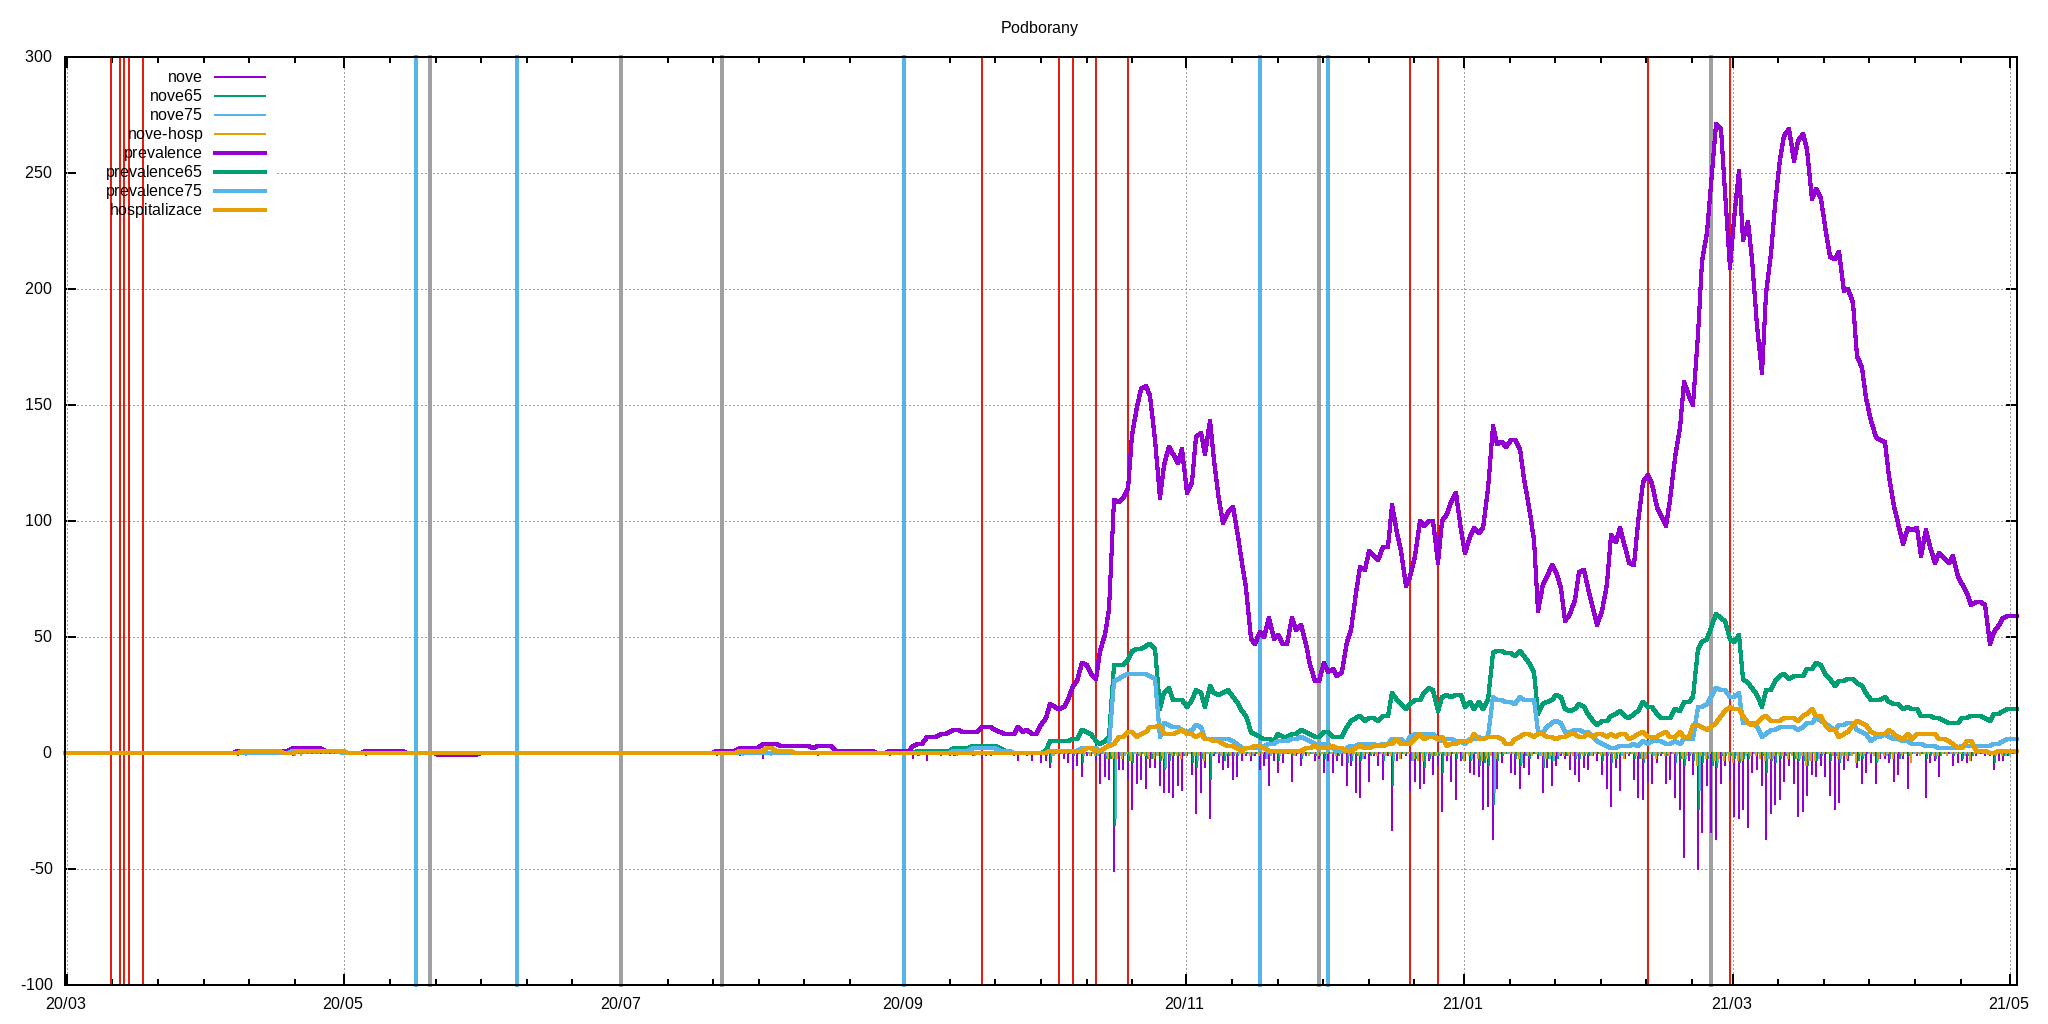 Podborany
300
250
200
150
100
50
0
-50
-100
nove
nove65
nove75
nove-hosp
prevalence
prevalence65
prevalence75
hospitalizace
20/03 20/05 20/07 20/09 20/11 21/01 21/03 21/05